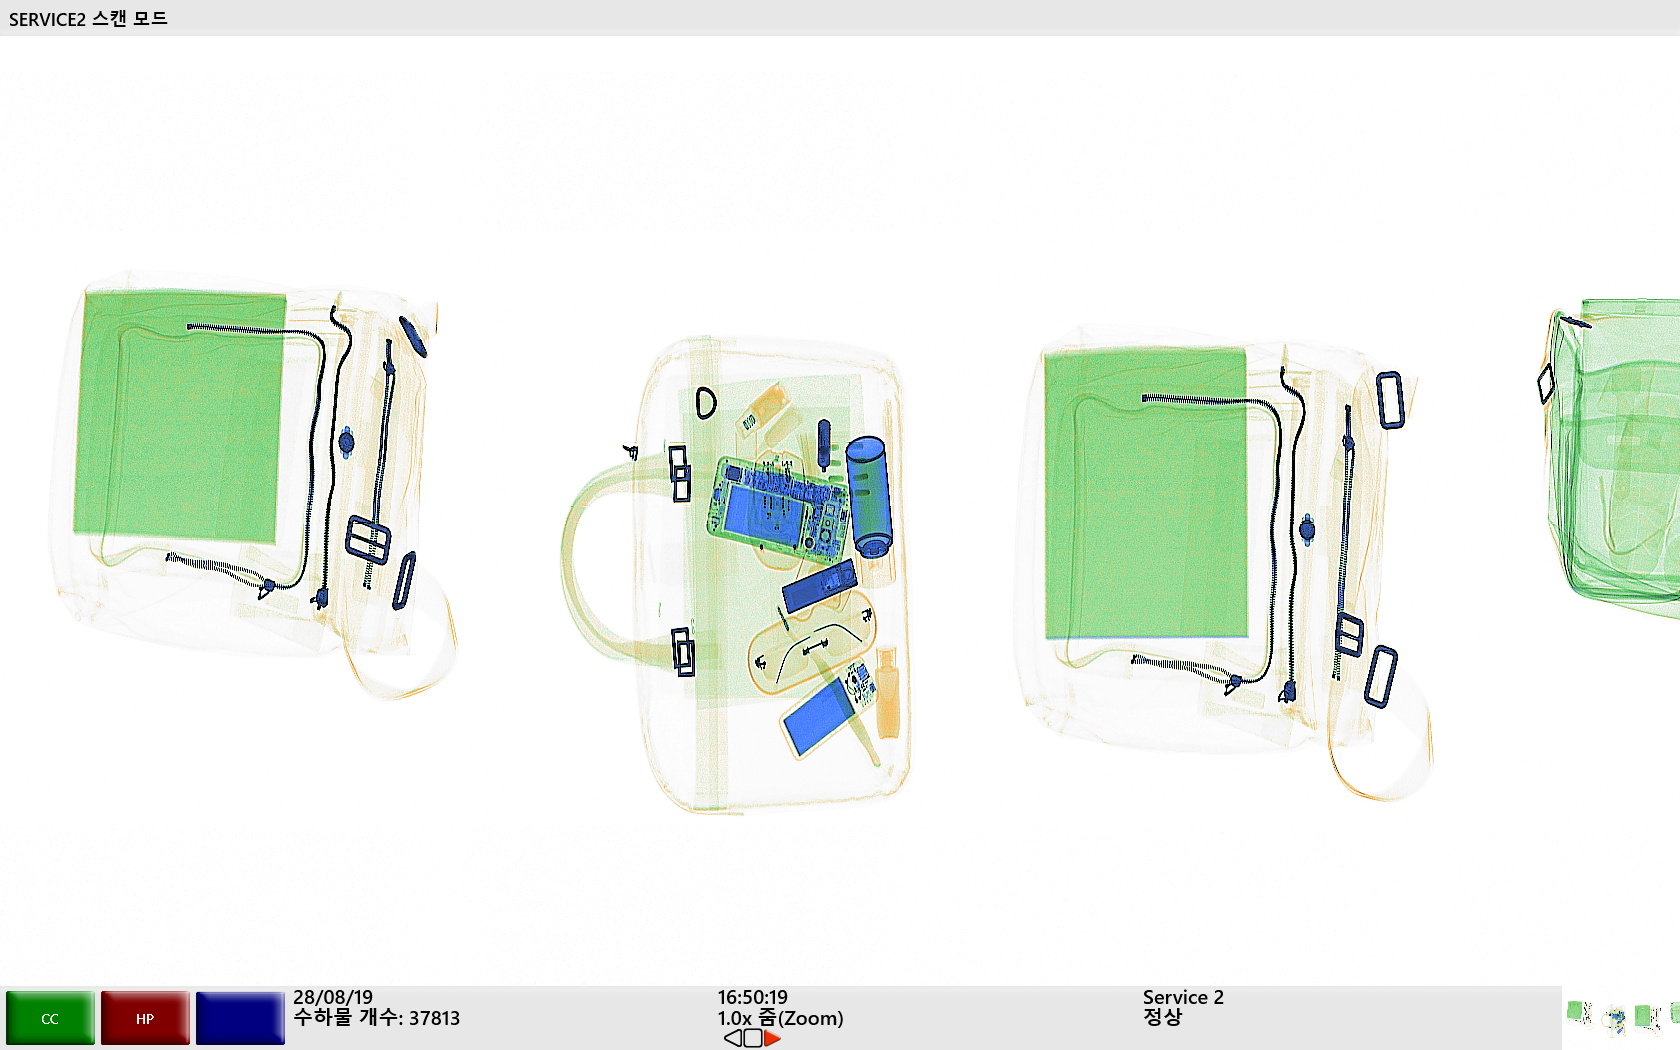 SERVICE2 스캔 모드
CC
HP
28/08/19
수하물 개수: 37813
16:50:19
1.0x 줌(Zoom)
Service 2
정상